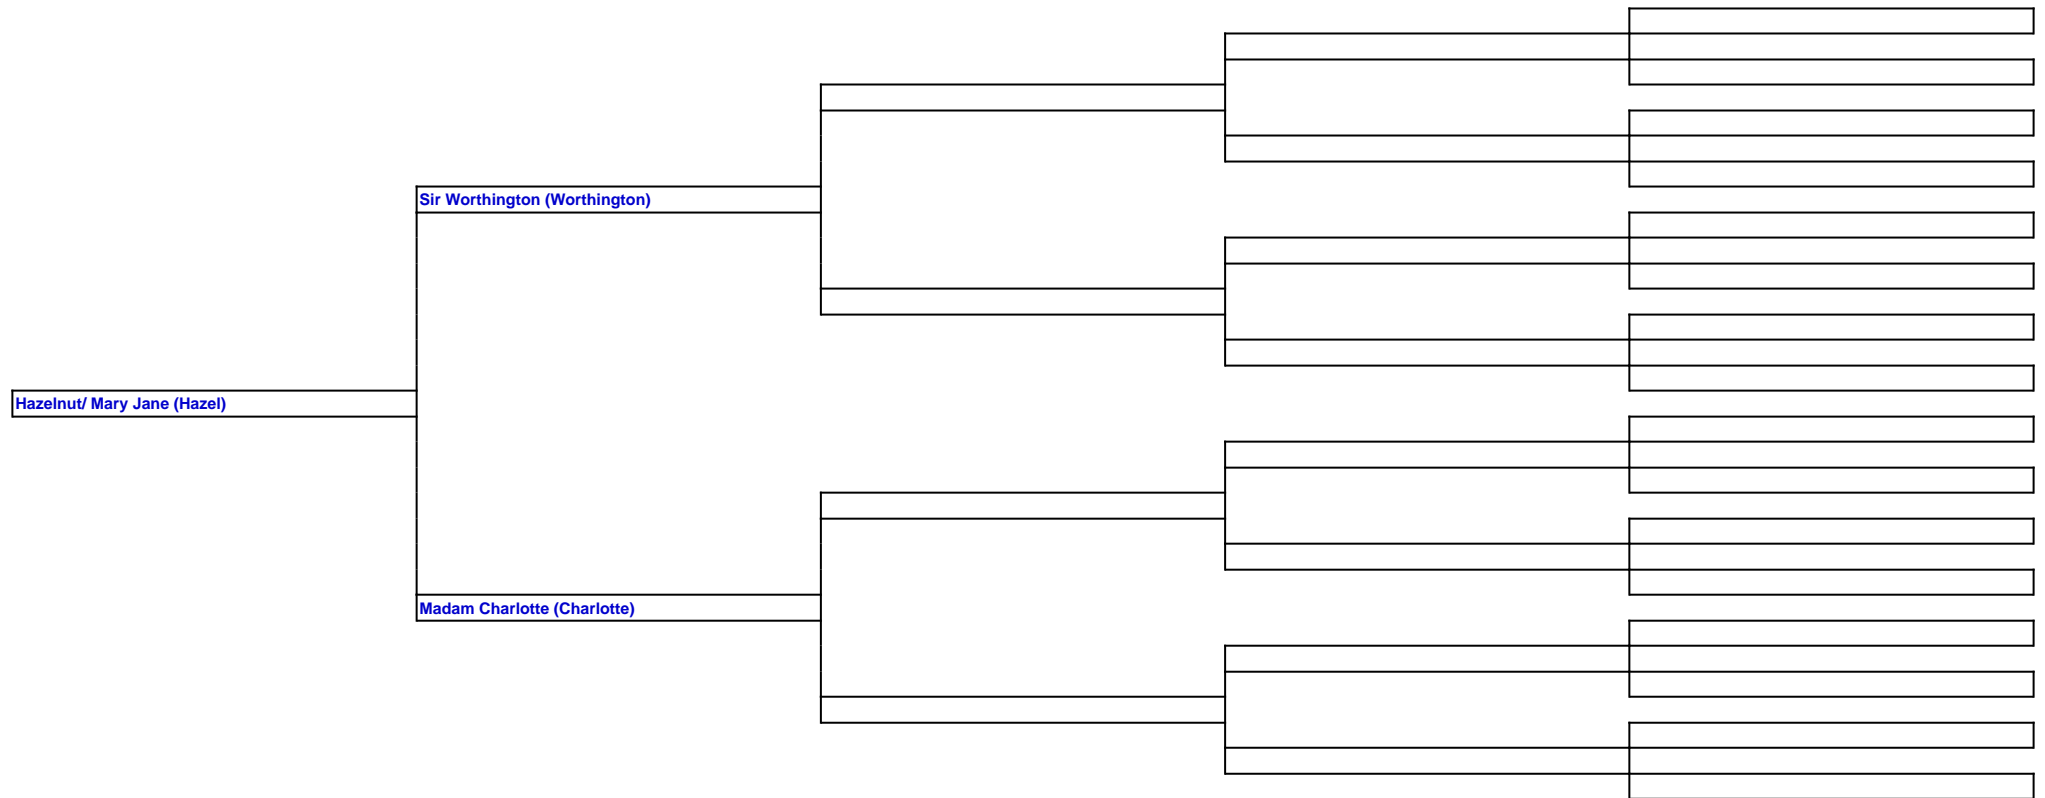 Sir Worthington (Worthington)
Hazelnut/ Mary Jane (Hazel)
Madam Charlotte (Charlotte)